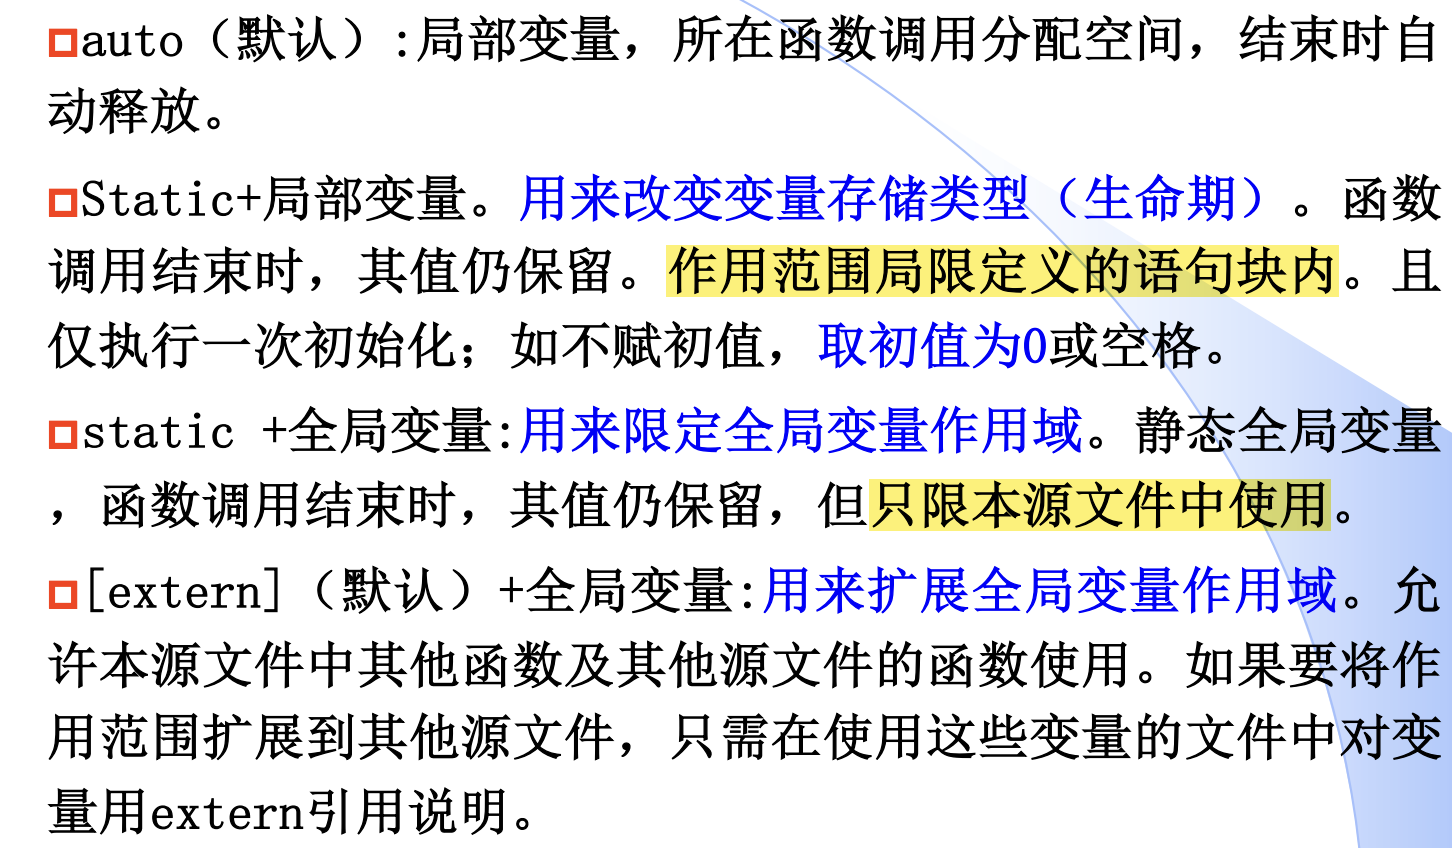 auto（默认）:局部变量，所在函数调用分配空间，结束时自
动释放。
Static+局部变量。用来改变变量存储类型（生命期）。函数
调用结束时，其值仍保留。作用范围局限定义的语句块内。且
仅执行一次初始化；如不赋初值，取初值为0或空格。
static +全局变量:用来限定全局变量作用域。静态全局变量
，函数调用结束时，其值仍保留，但只限本源文件中使用。
[extern]（默认）+全局变量:用来扩展全局变量作用域。允
许本源文件中其他函数及其他源文件的函数使用。如果要将作
用范围扩展到其他源文件，只需在使用这些变量的文件中对变
量用extern引用说明。